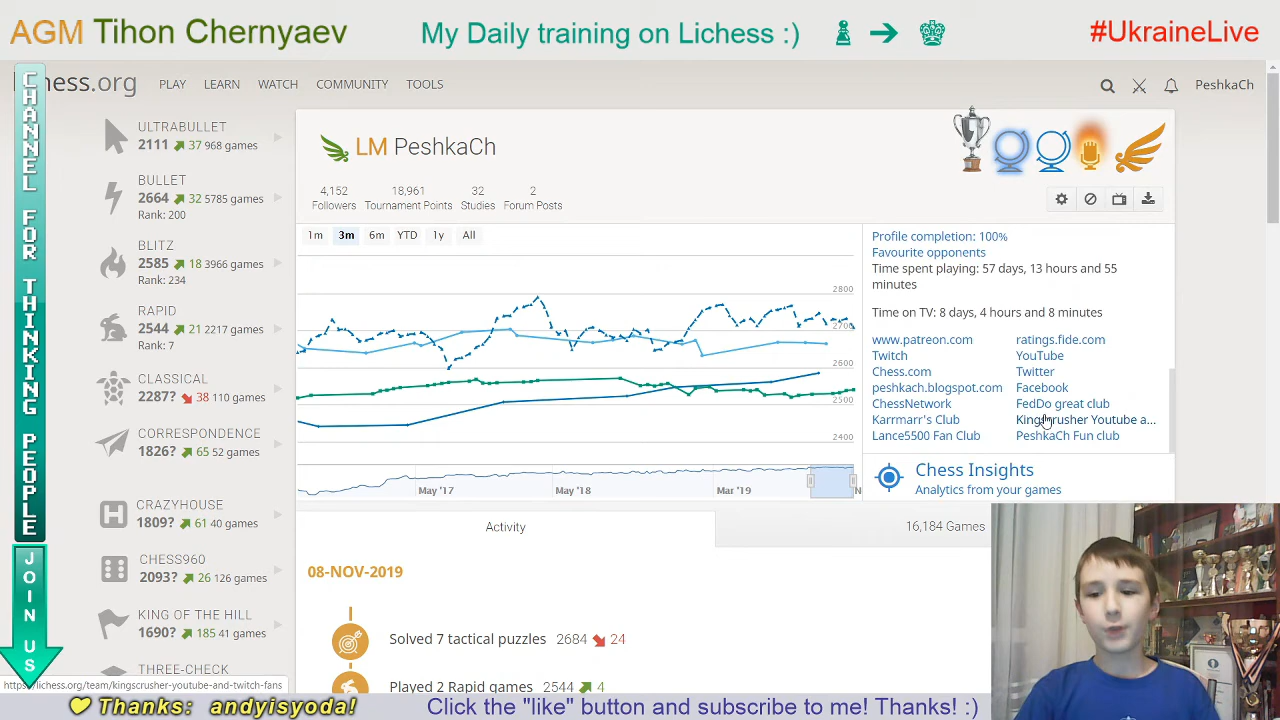 AGM Tihon Chernyaev
My Daily training on Lichess :)
#UkraineLive
CHANNEL FOR THINKING PEOPLE
JOIN US
hess.org
PLAY LEARN WATCH COMMUNITY TOOLS
PeshkaCh
ULTRABULLET
2111 37 968 games
BULLET
2664 32 5785 games
Rank: 200
BLITZ
2585 18 3966 games
Rank: 234
RAPID
2544 21 2217 games
Rank: 7
CLASSICAL
2287? 38 110 games
CORRESPONDENCE
1826? 65 52 games
CRAZYHOUSE
1809? 61 40 games
CHESS960
2093? 26 126 games
KING OF THE HILL
1690? 185 41 games
THREE-CHECK
https://lichess.org/team/kingscrusher-youtube-and-twitch-fans
LM PeshkaCh
4,152 18,961 32 2
Followers Tournament Points Studies Forum Posts
1m 3m 6m YTD 1y All
2800
2700
2600
2500
2400
May '17 May '18 Mar '19 N
Profile completion: 100%
Favourite opponents
Time spent playing: 57 days, 13 hours and 55
minutes
Time on TV: 8 days, 4 hours and 8 minutes
www.patreon.com ratings.fide.com
Twitch YouTube
Chess.com Twitter
peshkach.blogspot.com Facebook
ChessNetwork FedDo great club
Karrmarr's Club Kingscrusher Youtube a...
Lance5500 Fan Club PeshkaCh Fun club
Chess Insights
Analytics from your games
Activity 16,184 Games
08-NOV-2019
Solved 7 tactical puzzles 2684 24
Played 2 Rapid games 2544 4
Thanks: andyisyoda!
Click the "like" button and subscribe to me! Thanks! :)